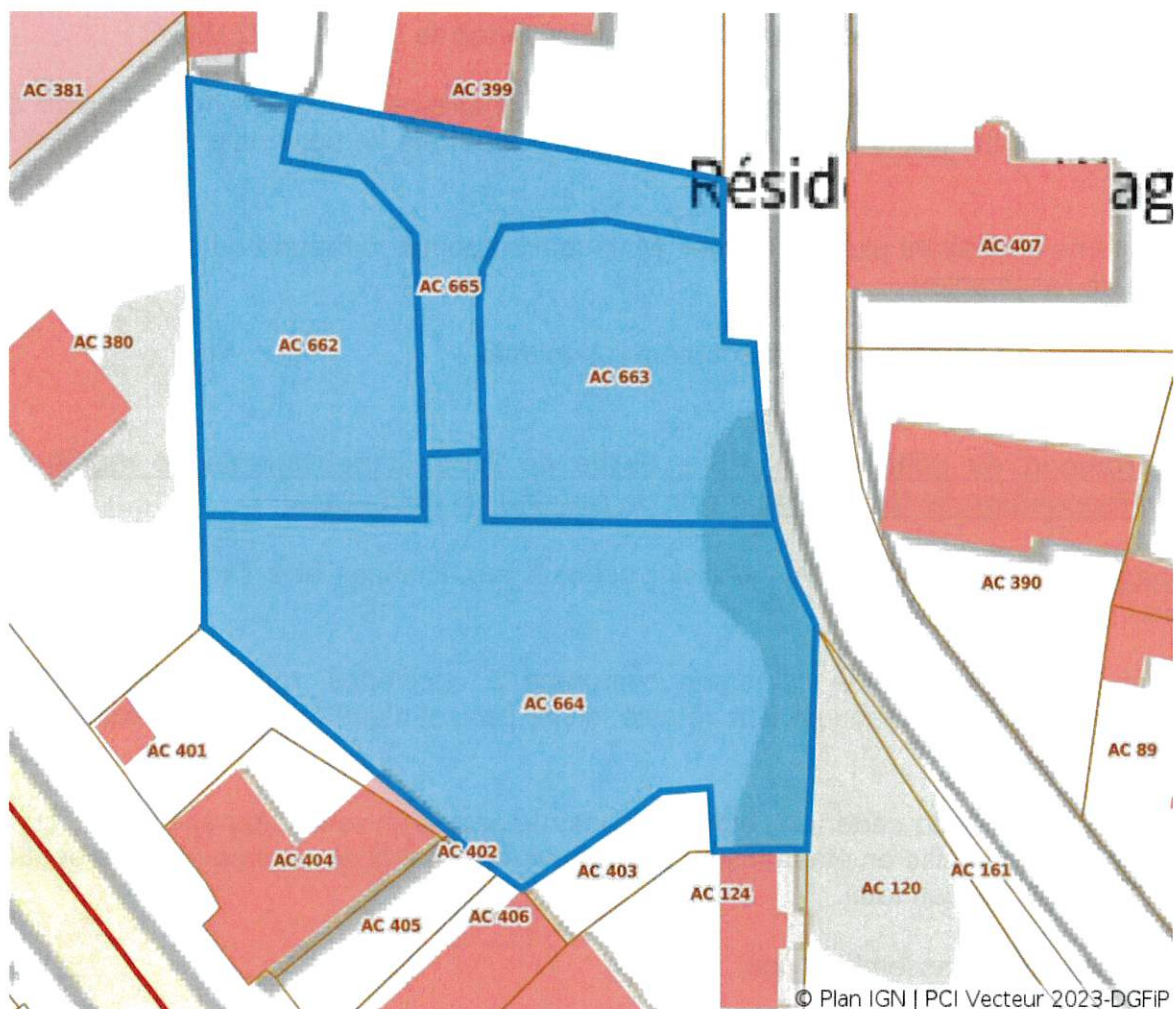 AC 381
AC 399
Résid
ag
AC 407
AC 665
AC 380
AC 662
AC 663
AC 390
AC 664
AC 401
AC 89
AC 404
AC 402
AC 403
AC 161
AC 124
AC 120
AC 405
AC 406
© Plan IGN | PCI Vecteur 2023-DGFiP